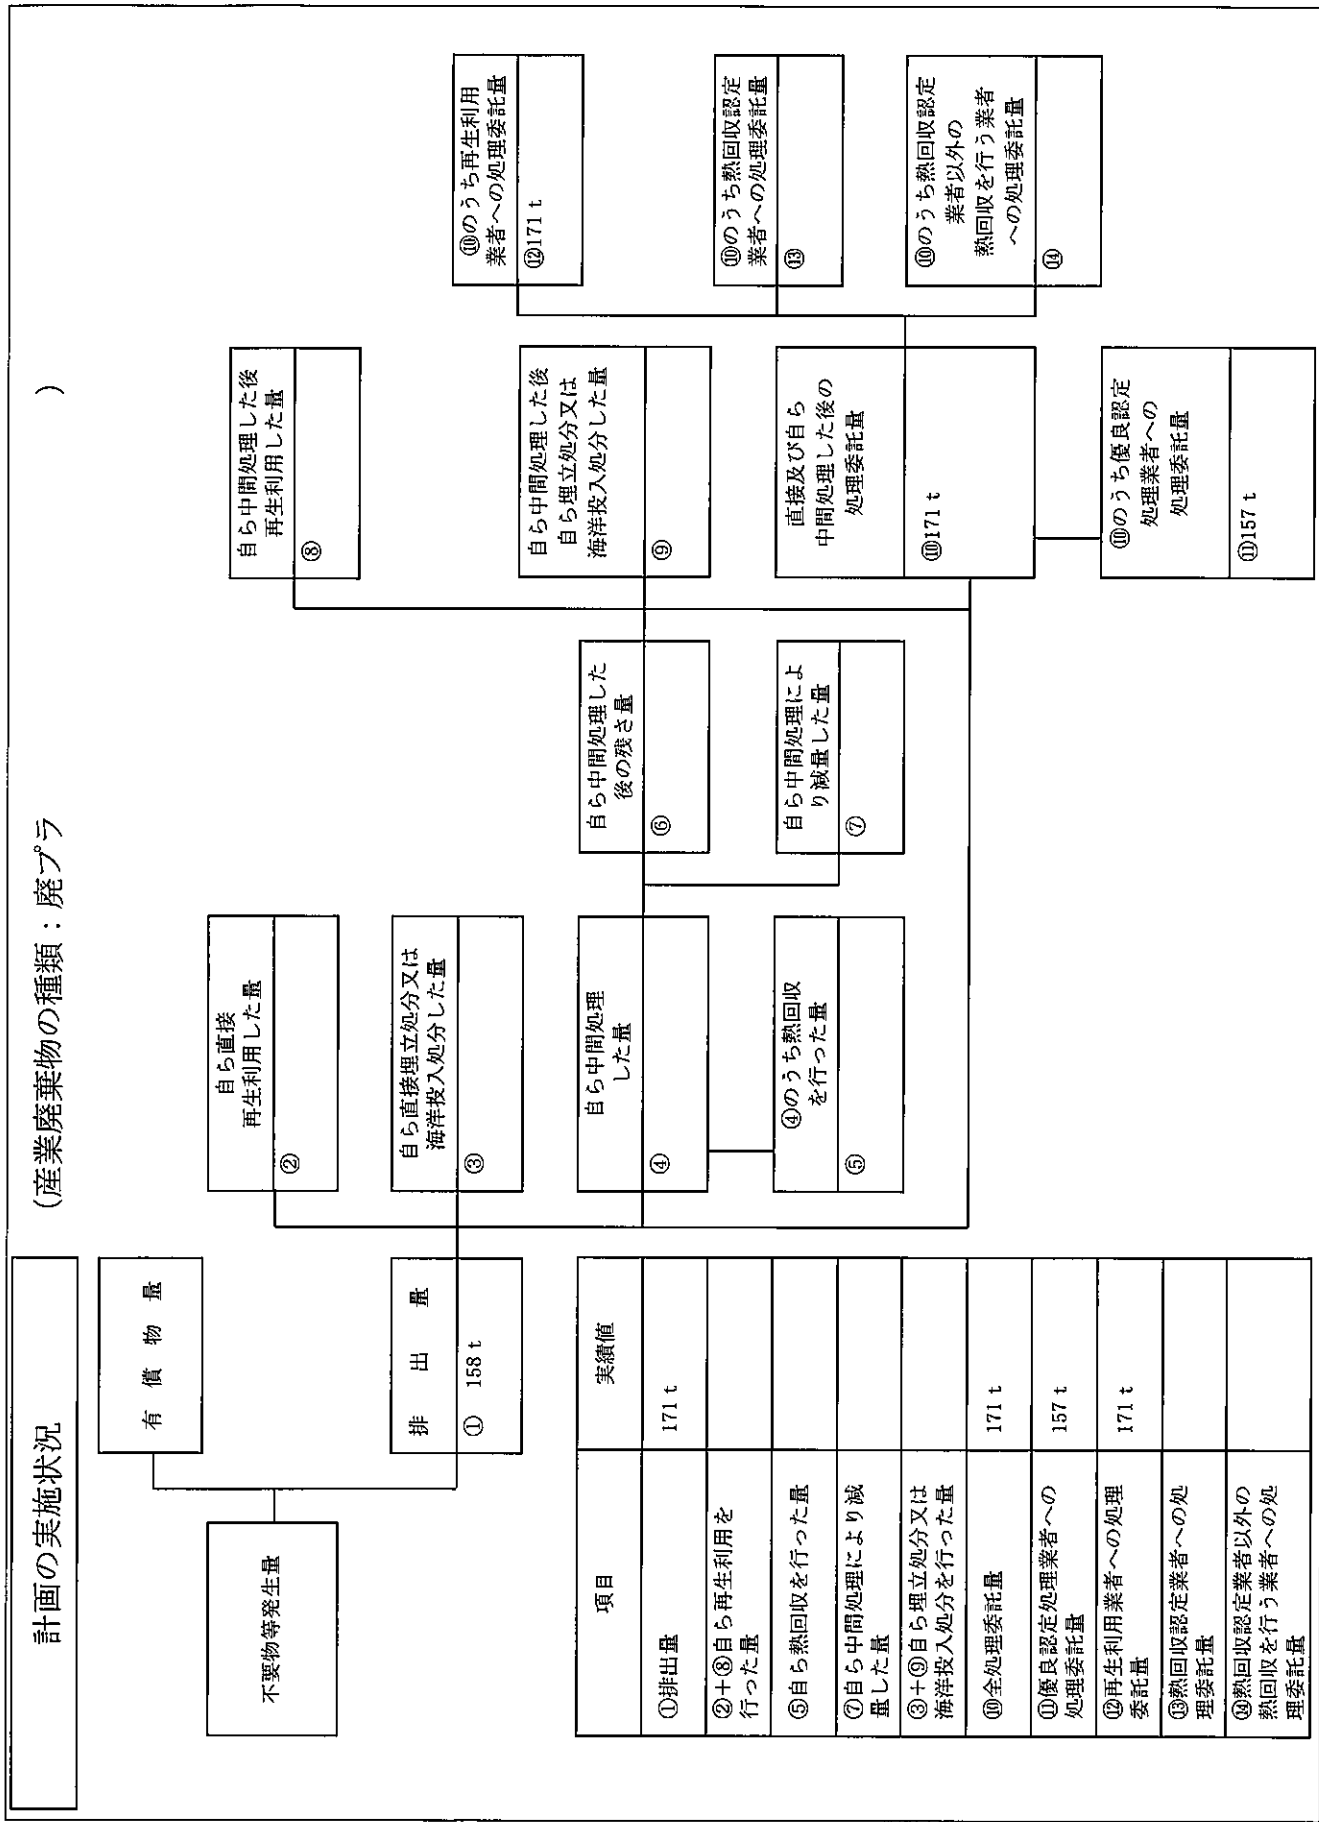 計画の実施状況
(産業廃棄物の種類：廃プラ　　　　　)
不要物等発生量
有償物量
排出量
① 158 t
自ら直接
再生利用した量
②
自ら直接埋立処分又は
海洋投入処分した量
③
自ら中間処理
した量
④
④のうち熱回収
を行った量
⑤
自ら中間処理した
後の残さ量
⑥
自ら中間処理によ
り減量した量
⑦
自ら中間処理した後
再生利用した量
⑧
自ら中間処理した後
自ら埋立処分又は
海洋投入処分した量
⑨
直接及び自ら
中間処理した後の
処理委託量
⑩171 t
⑩のうち優良認定
処理業者への
処理委託量
⑪157 t
⑩のうち再生利用
業者への処理委託量
⑫171 t
⑩のうち熱回収認定
業者への処理委託量
⑬
⑩のうち熱回収認定
業者以外の
熱回収を行う業者
への処理委託量
⑭
項目 実績値
①排出量 171 t
②+⑧自ら再生利用を
行った量
⑤自ら熱回収を行った量
⑦自ら中間処理により減
量した量
③+⑨自ら埋立処分又は
海洋投入処分を行った量
⑩全処理委託量 171 t
⑪優良認定処理業者への
処理委託量 157 t
⑫再生利用業者への処理
委託量 171 t
⑬熱回収認定業者への処
理委託量
⑭熱回収認定業者以外の
熱回収を行う業者への処
理委託量